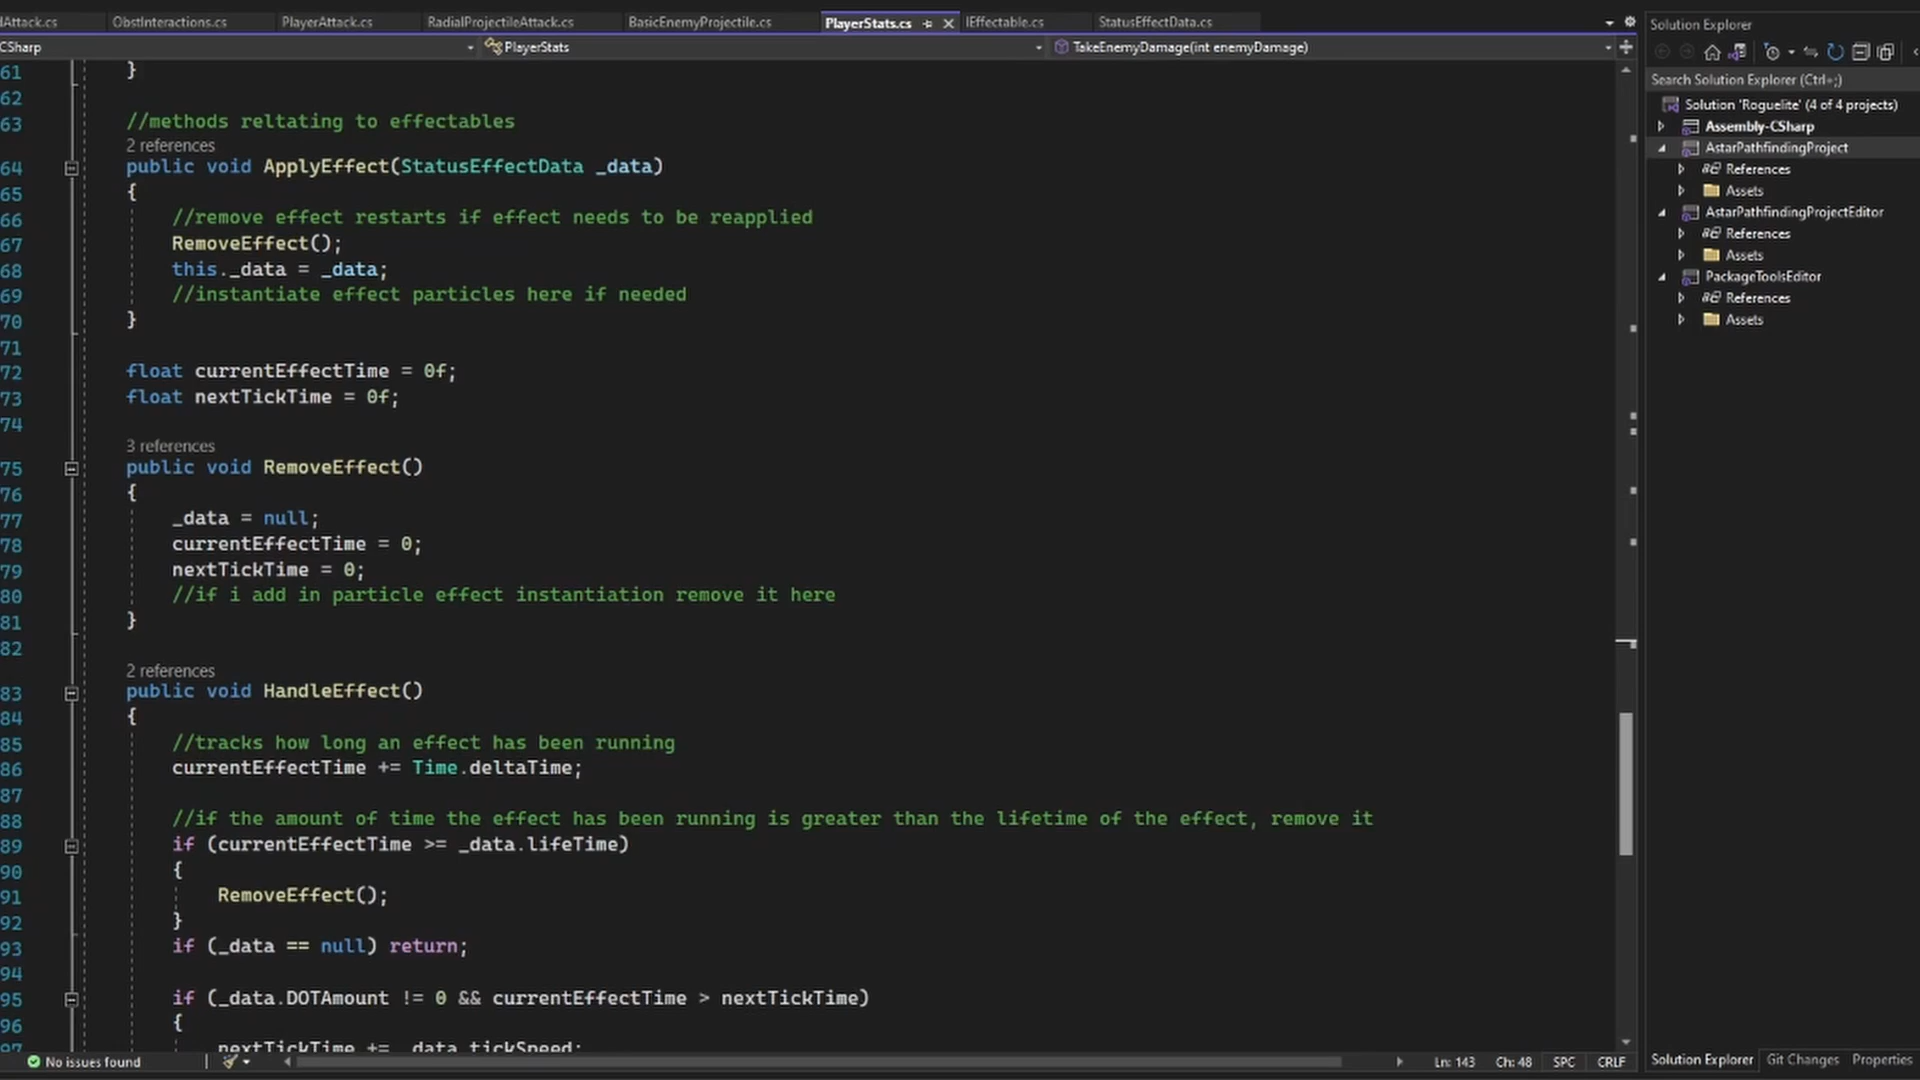 dAttack.cs ObstInteractions.cs PlayerAttack.cs RadialProjectileAttack.cs BasicEnemyProjectile.cs PlayerStats.cs IEffectable.cs StatusEffectData.cs
CSharp PlayerStats TakeEnemyDamage(int enemyDamage)
61 }
62
63 //methods reltating to effectables
2 references
64 public void ApplyEffect(StatusEffectData _data)
65 {
66 //remove effect restarts if effect needs to be reapplied
67 RemoveEffect();
68 this._data = _data;
69 //instantiate effect particles here if needed
70 }
71
72 float currentEffectTime = 0f;
73 float nextTickTime = 0f;
74
3 references
75 public void RemoveEffect()
76 {
77 _data = null;
78 currentEffectTime = 0;
79 nextTickTime = 0;
80 //if i add in particle effect instantiation remove it here
81 }
82
2 references
83 public void HandleEffect()
84 {
85 //tracks how long an effect has been running
86 currentEffectTime += Time.deltaTime;
87
88 //if the amount of time the effect has been running is greater than the lifetime of the effect, remove it
89 if (currentEffectTime >= _data.lifeTime)
90 {
91 RemoveEffect();
92 }
93 if (_data == null) return;
94
95 if (_data.DOTAmount != 0 && currentEffectTime > nextTickTime)
96 {
97 nextTickTime += _data.tickSpeed;
No issues found Ln: 143 Ch: 48 SPC CRLF
Solution Explorer
Search Solution Explorer (Ctrl+;)
Solution 'Roguelite' (4 of 4 projects)
Assembly-CSharp
AstarPathfindingProject
References
Assets
AstarPathfindingProjectEditor
References
Assets
PackageToolsEditor
References
Assets
Solution Explorer Git Changes Properties